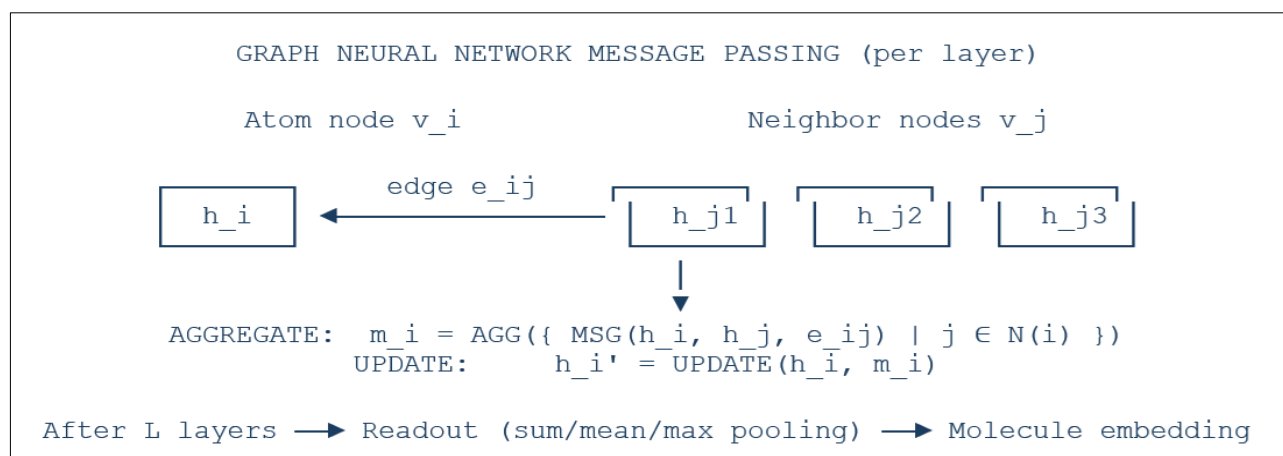 GRAPH NEURAL NETWORK MESSAGE PASSING (per layer)
Atom node v_i Neighbor nodes v_j
edge e_ij
h_i h_j1 h_j2 h_j3
AGGREGATE: m_i = AGG({ MSG(h_i, h_j, e_ij) | j ∈ N(i) })
UPDATE: h_i' = UPDATE(h_i, m_i)
After L layers ⟶ Readout (sum/mean/max pooling) ⟶ Molecule embedding